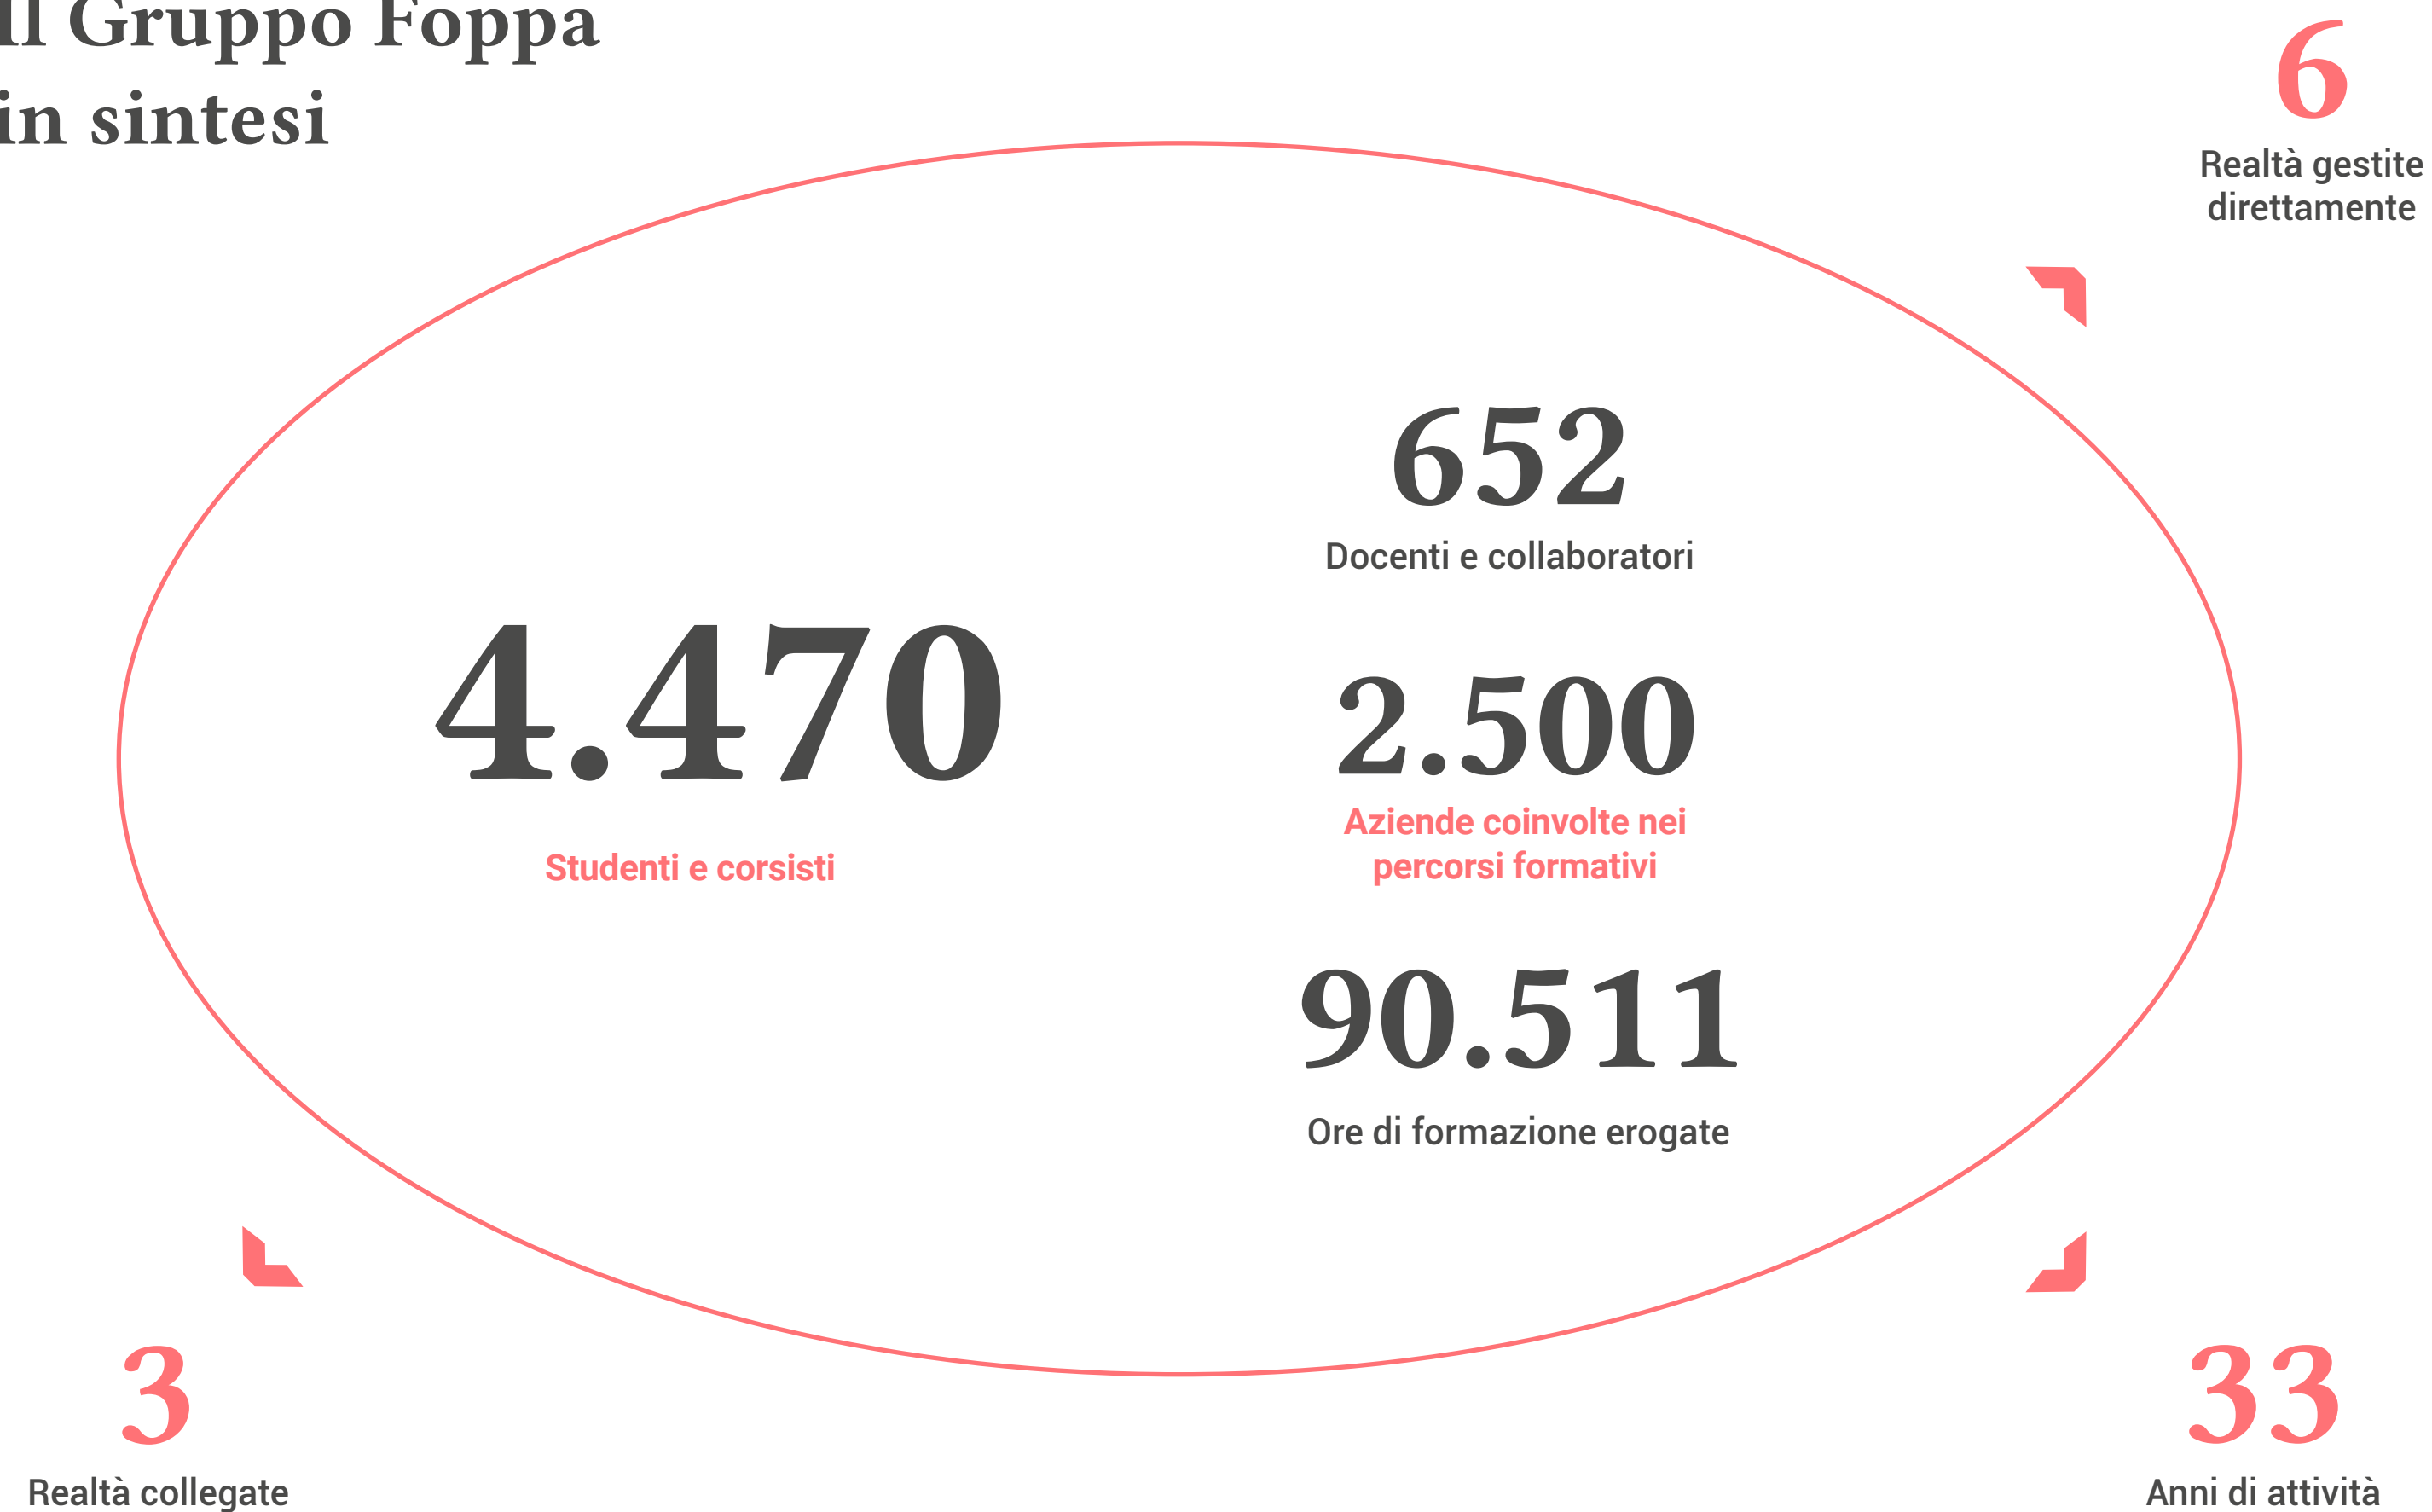 Il Gruppo Foppa
in sintesi
6
Realtà gestite
direttamente
652
Docenti e collaboratori
4.470
Studenti e corsisti
2.500
Aziende coinvolte nei
percorsi formativi
90.511
Ore di formazione erogate
3
Realtà collegate
33
Anni di attività